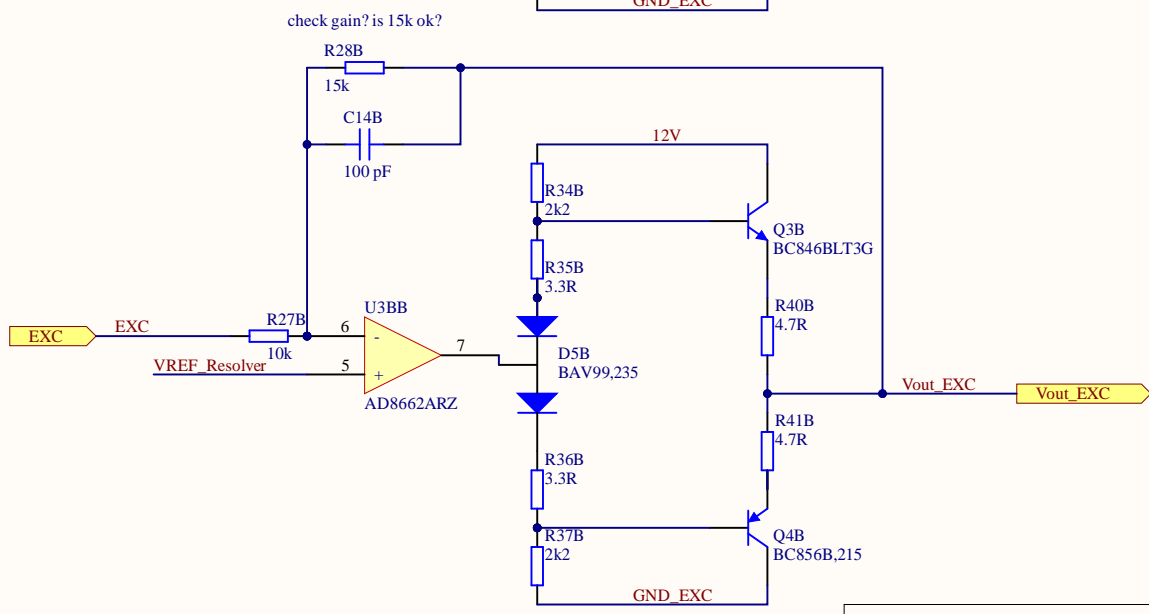 GND_EXC
check gain? is 15k ok?
R28B
15k
C14B
100 pF
12V
R34B
2k2
Q3B
BC846BLT3G
R35B
3.3R
R40B
4.7R
U3BB
R27B
10k
EXC
EXC
6
-
7
VREF_Resolver
5
+
AD8662ARZ
D5B
BAV99,235
Vout_EXC
Vout_EXC
R41B
4.7R
R36B
3.3R
R37B
2k2
Q4B
BC856B,215
GND_EXC